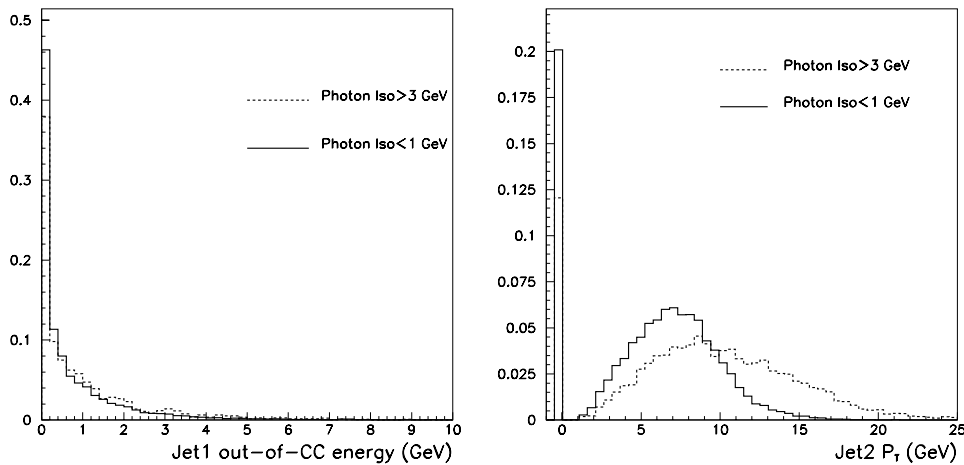 0.5
0.4
0.3
0.2
0.1
0
0 1 2 3 4 5 6 7 8 9 10
Photon Iso>3 GeV
Photon Iso<1 GeV
Jet1 out-of-CC energy (GeV)
0.2
0.175
0.15
0.125
0.1
0.075
0.05
0.025
0
0 5 10 15 20 25
Photon Iso>3 GeV
Photon Iso<1 GeV
Jet2 P_T (GeV)